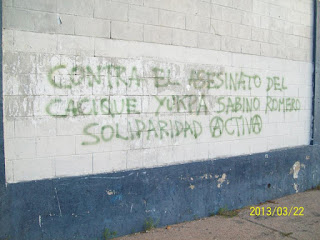 CONTRA EL ASESINATO DEL
CACIQUE YUKPA SABINO ROMERO
SOLIDARIDAD ACTIVA
2013/03/22